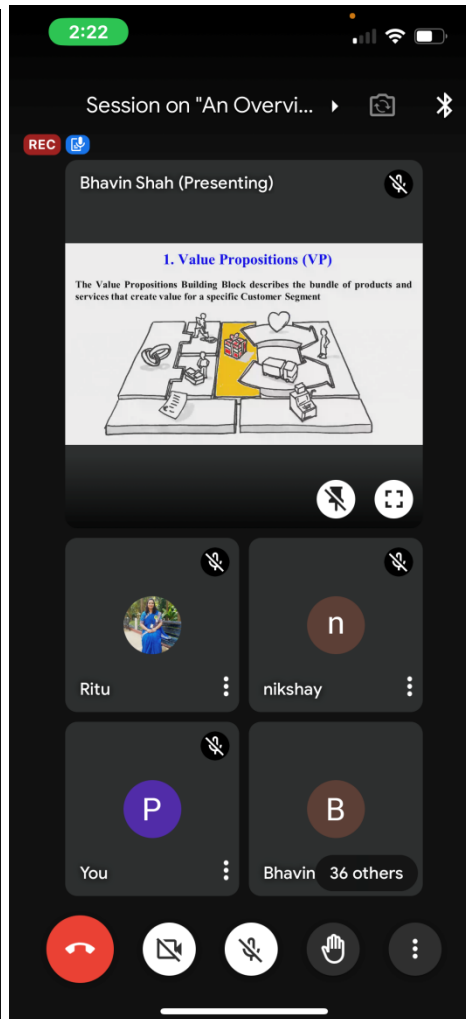 2:22
Session on "An Overvi...
REC
Bhavin Shah (Presenting)
1. Value Propositions (VP)
The Value Propositions Building Block describes the bundle of products and
services that create value for a specific Customer Segment
Ritu
n
nikshay
P
You
B
Bhavin
36 others